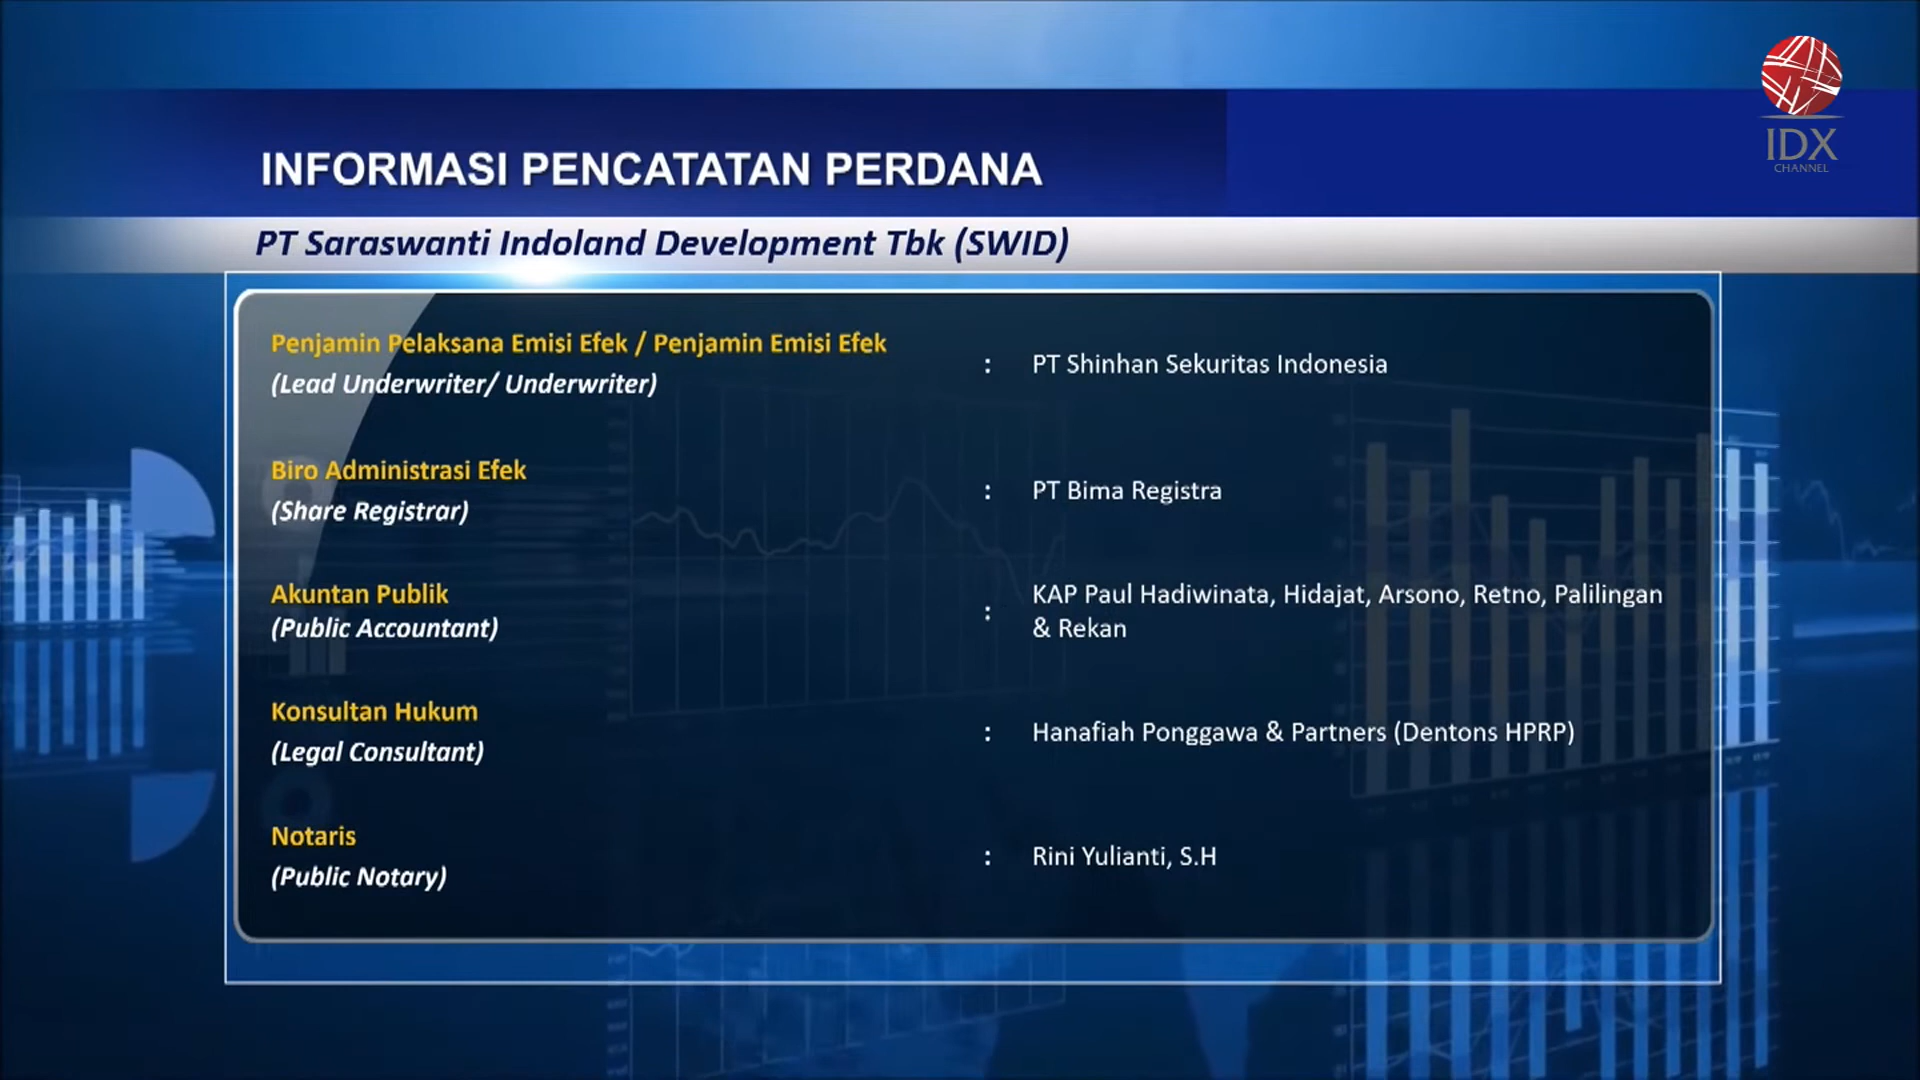 IDX
CHANNEL
INFORMASI PENCATATAN PERDANA
PT Saraswanti Indoland Development Tbk (SWID)
Penjamin Pelaksana Emisi Efek / Penjamin Emisi Efek
(Lead Underwriter/ Underwriter)
: PT Shinhan Sekuritas Indonesia
Biro Administrasi Efek
(Share Registrar)
: PT Bima Registra
Akuntan Publik
(Public Accountant)
: KAP Paul Hadiwinata, Hidajat, Arsono, Retno, Palilingan
& Rekan
Konsultan Hukum
(Legal Consultant)
: Hanafiah Ponggawa & Partners (Dentons HPRP)
Notaris
(Public Notary)
: Rini Yulianti, S.H